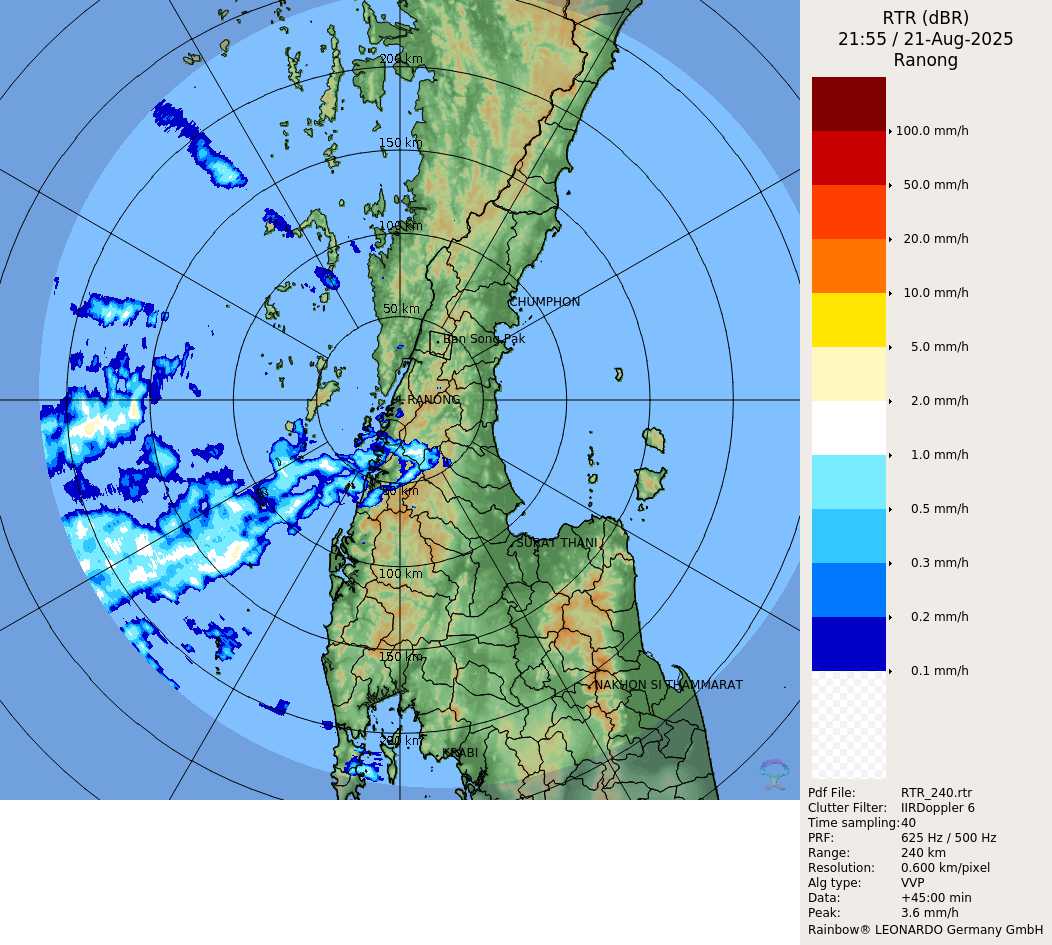 RTR (dBR)
21:55 / 21-Aug-2025
Ranong
100.0 mm/h
50.0 mm/h
20.0 mm/h
10.0 mm/h
5.0 mm/h
2.0 mm/h
1.0 mm/h
0.5 mm/h
0.3 mm/h
0.2 mm/h
0.1 mm/h
200 km
150 km
100 km
50 km
CHUMPHON
Ban Song Pak
RANONG
50 km
SURAT THANI
100 km
150 km
NAKHON SI THAMMARAT
200 km
KRABI
Pdf File: RTR_240.rtr
Clutter Filter: IIRDoppler 6
Time sampling:40
PRF: 625 Hz / 500 Hz
Range: 240 km
Resolution: 0.600 km/pixel
Alg type: VVP
Data: +45:00 min
Peak: 3.6 mm/h
Rainbow® LEONARDO Germany GmbH